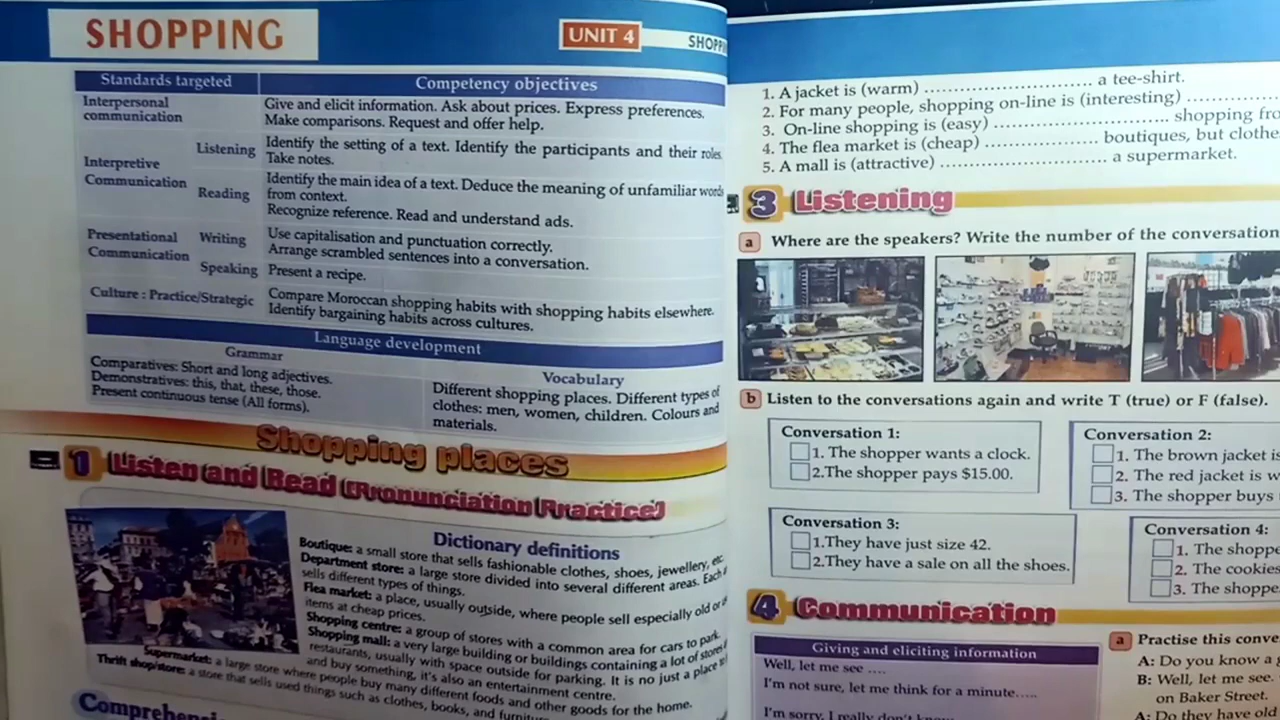 SHOPPING
UNIT 4
Standards targeted
Competency objectives
Interpersonal
communication
Give and elicit information. Ask about prices. Express preferences.
Make comparisons. Request and offer help.
Interpretive
Communication
Listening
Identify the setting of a text. Identify the participants and their roles.
Take notes.
Reading
Identify the main idea of a text. Deduce the meaning of unfamiliar words
from context.
Recognize reference. Read and understand ads.
Presentational
Communication
Writing
Use capitalisation and punctuation correctly.
Arrange scrambled sentences into a conversation.
Speaking
Present a recipe.
Culture : Practice/Strategic
Compare Moroccan shopping habits with shopping habits elsewhere.
Identify bargaining habits across cultures.
Language development
Grammar
Comparatives: Short and long adjectives.
Demonstratives: this, that, these, those.
Present continuous tense (All forms).
Vocabulary
Different shopping places. Different types of
clothes: men, women, children. Colours and
materials.
Shopping places
1 Listen and Read (Pronunciation Practice)
Dictionary definitions
Boutique: a small store that sells fashionable clothes, shoes, jewellery, etc.
Department store: a large store divided into several different areas. Each
sells different types of things.
Flea market: a place, usually outside, where people sell especially old or
items at cheap prices.
Shopping centre: a group of stores with a common area for cars to park.
Shopping mall: a very large building or buildings containing a lot of stores
restaurants, usually with space outside for parking. It is no just a place
and buy something, it's also an entertainment centre.
Supermarket: a large store where people buy many different foods and other goods for the home.
Thrift shop/store: a store that sells used things such as clothes, books, and
1. A jacket is (warm) .............................. a tee-shirt.
2. For many people, shopping on-line is (interesting) ..............
3. On-line shopping is (easy) .............................. shopping
4. The flea market is (cheap) .................... boutiques, but
5. A mall is (attractive) .............................. a supermarket.
3 Listening
a Where are the speakers? Write the number of the conversation
b Listen to the conversations again and write T (true) or F (false).
Conversation 1:
1. The shopper wants a clock.
2.The shopper pays $15.00.
Conversation 2:
1. The brown jacket
2. The red jacket is
3. The shopper buys
Conversation 3:
1.They have just size 42.
2.They have a sale on all the shoes.
Conversation 4:
1. The
2. The cookies
3. The
4 Communication
Giving and eliciting information
Well, let me see ....
I'm not sure, let me think for a minute.....
I'm sorry, I really don't know
a Practise this
A: Do you know a
B: Well, let me see.
on Baker Street.
A: Do they have old